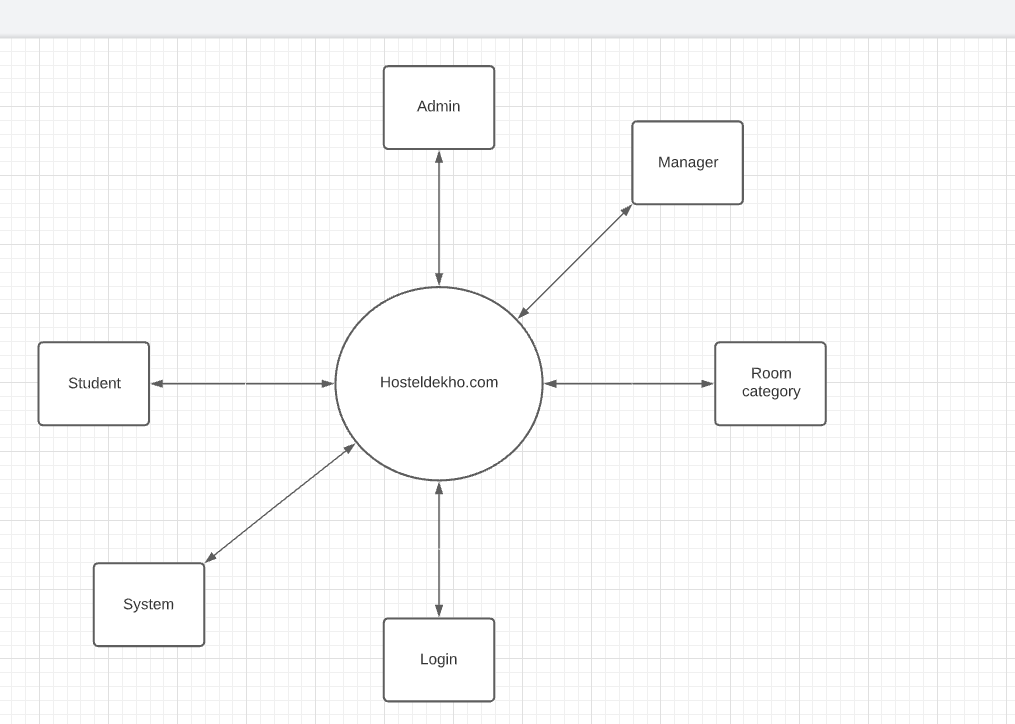 Admin
Manager
Student
Hosteldekho.com
Room
category
System
Login